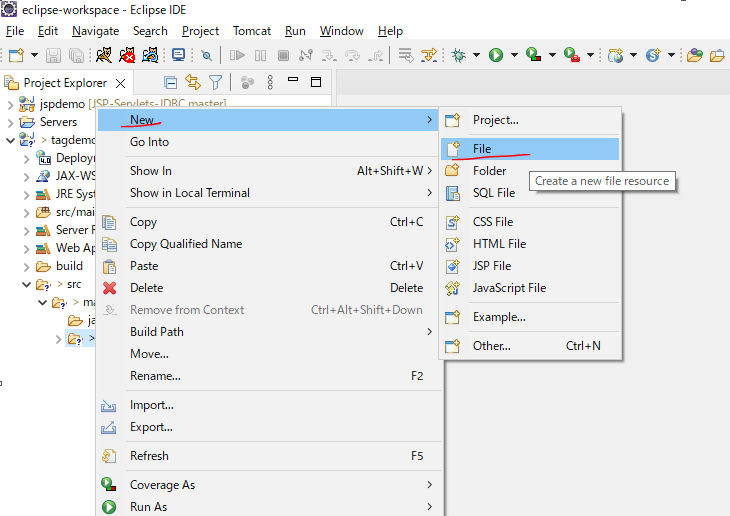 eclipse-workspace - Eclipse IDE
File Edit Navigate Search Project Tomcat Run Window Help
Project Explorer
jspdemo [JSP-Servlets-JDBC master]
Servers
> tagdemo
Deploym
JAX-WS
JRE Syst
src/mai
Server R
Web Ap
build
> src
> ma
ja
>
New
Go Into
Show In Alt+Shift+W >
Show in Local Terminal
Copy Ctrl+C
Copy Qualified Name
Paste Ctrl+V
Delete Delete
Remove from Context Ctrl+Alt+Shift+Down
Build Path
Move...
Rename... F2
Import...
Export...
Refresh F5
Coverage As
Run As
Project...
File
Folder
Create a new file resource
SQL File
CSS File
HTML File
JSP File
JavaScript File
Example...
Other... Ctrl+N